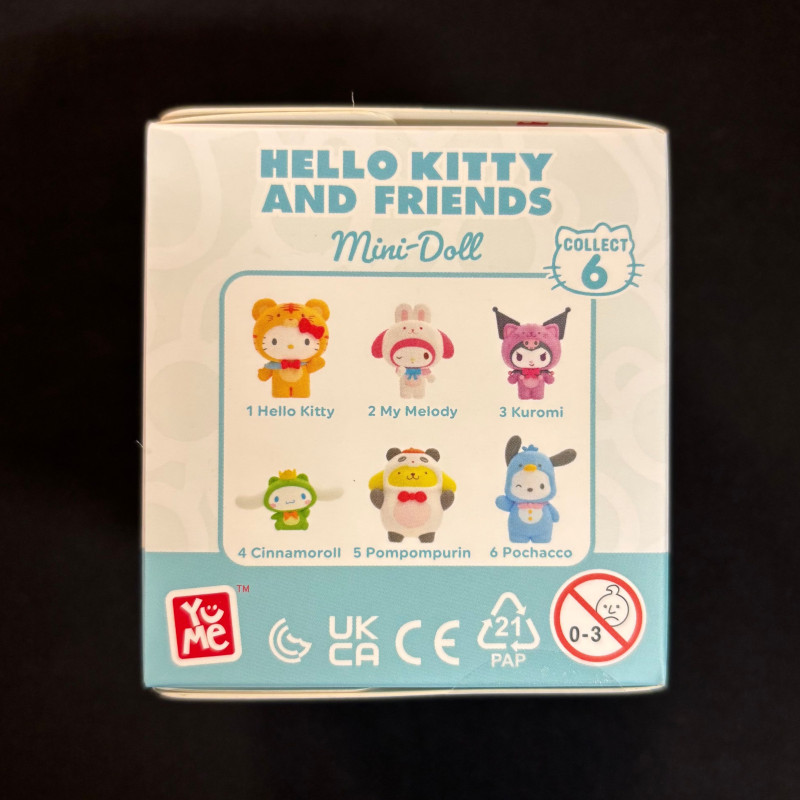 HELLO KITTY
AND FRIENDS
Mini-Doll
COLLECT
6
1 Hello Kitty
2 My Melody
3 Kuromi
4 Cinnamoroll
5 Pompompurin
6 Pochacco
YuMe
TM
UK
CA
CE
21
PAP
0-3